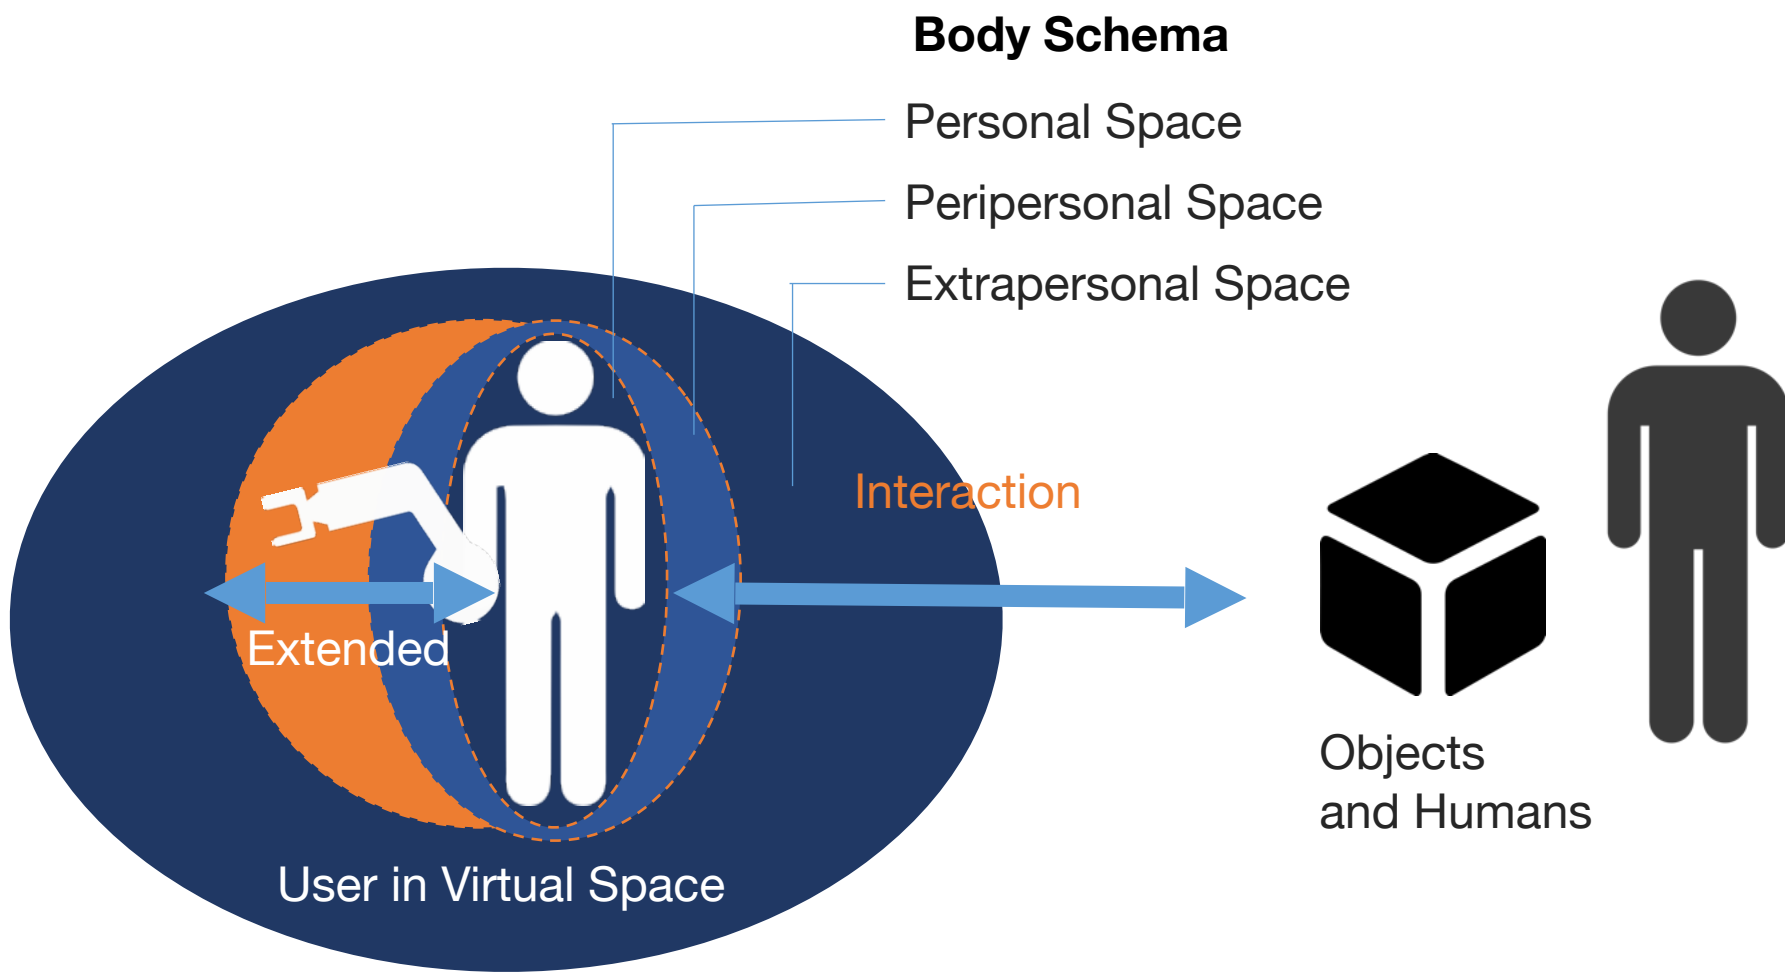 Body Schema
Personal Space
Peripersonal Space
Extrapersonal Space
Interaction
Extended
Objects
and Humans
User in Virtual Space